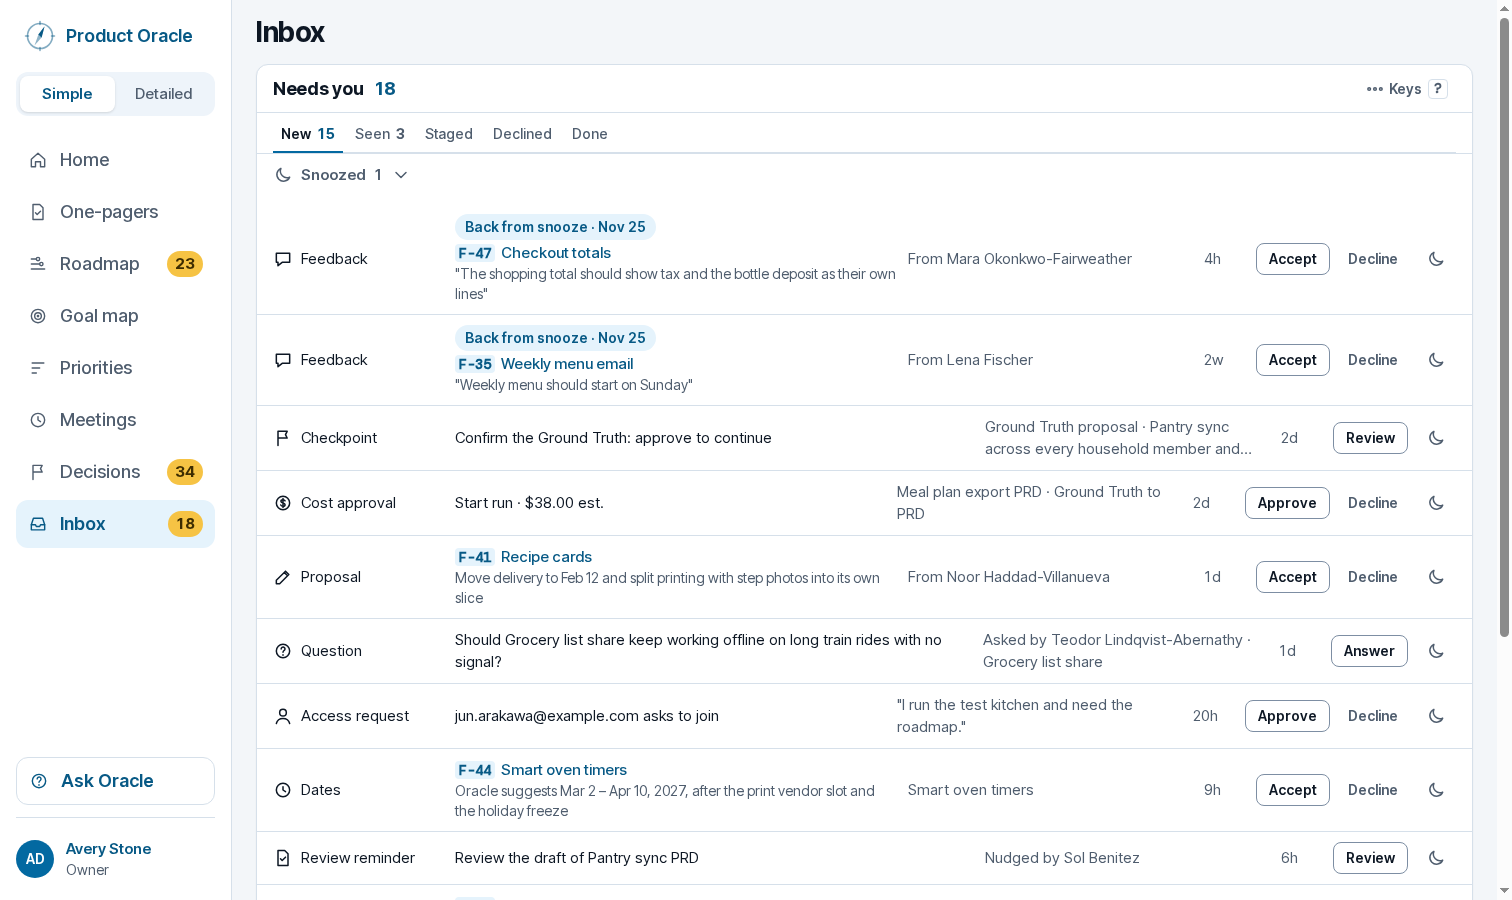 Product Oracle
Simple
Detailed
Home
One-pagers
Roadmap 23
Goal map
Priorities
Meetings
Decisions 34
Inbox 18
Ask Oracle
AD
Avery Stone
Owner
Inbox
Needs you 18
Keys ?
New 15
Seen 3
Staged
Declined
Done
Snoozed 1
Feedback
Back from snooze · Nov 25
F-47 Checkout totals
"The shopping total should show tax and the bottle deposit as their own
lines"
From Mara Okonkwo-Fairweather
4h
Accept
Decline
Feedback
Back from snooze · Nov 25
F-35 Weekly menu email
"Weekly menu should start on Sunday"
From Lena Fischer
2w
Accept
Decline
Checkpoint
Confirm the Ground Truth: approve to continue
Ground Truth proposal · Pantry sync
across every household member and...
2d
Review
Cost approval
Start run · $38.00 est.
Meal plan export PRD · Ground Truth to
PRD
2d
Approve
Decline
Proposal
F-41 Recipe cards
Move delivery to Feb 12 and split printing with step photos into its own
slice
From Noor Haddad-Villanueva
1d
Accept
Decline
Question
Should Grocery list share keep working offline on long train rides with no
signal?
Asked by Teodor Lindqvist-Abernathy ·
Grocery list share
1d
Answer
Access request
jun.arakawa@example.com asks to join
"I run the test kitchen and need the
roadmap."
20h
Approve
Decline
Dates
F-44 Smart oven timers
Oracle suggests Mar 2 – Apr 10, 2027, after the print vendor slot and
the holiday freeze
Smart oven timers
9h
Accept
Decline
Review reminder
Review the draft of Pantry sync PRD
Nudged by Sol Benitez
6h
Review